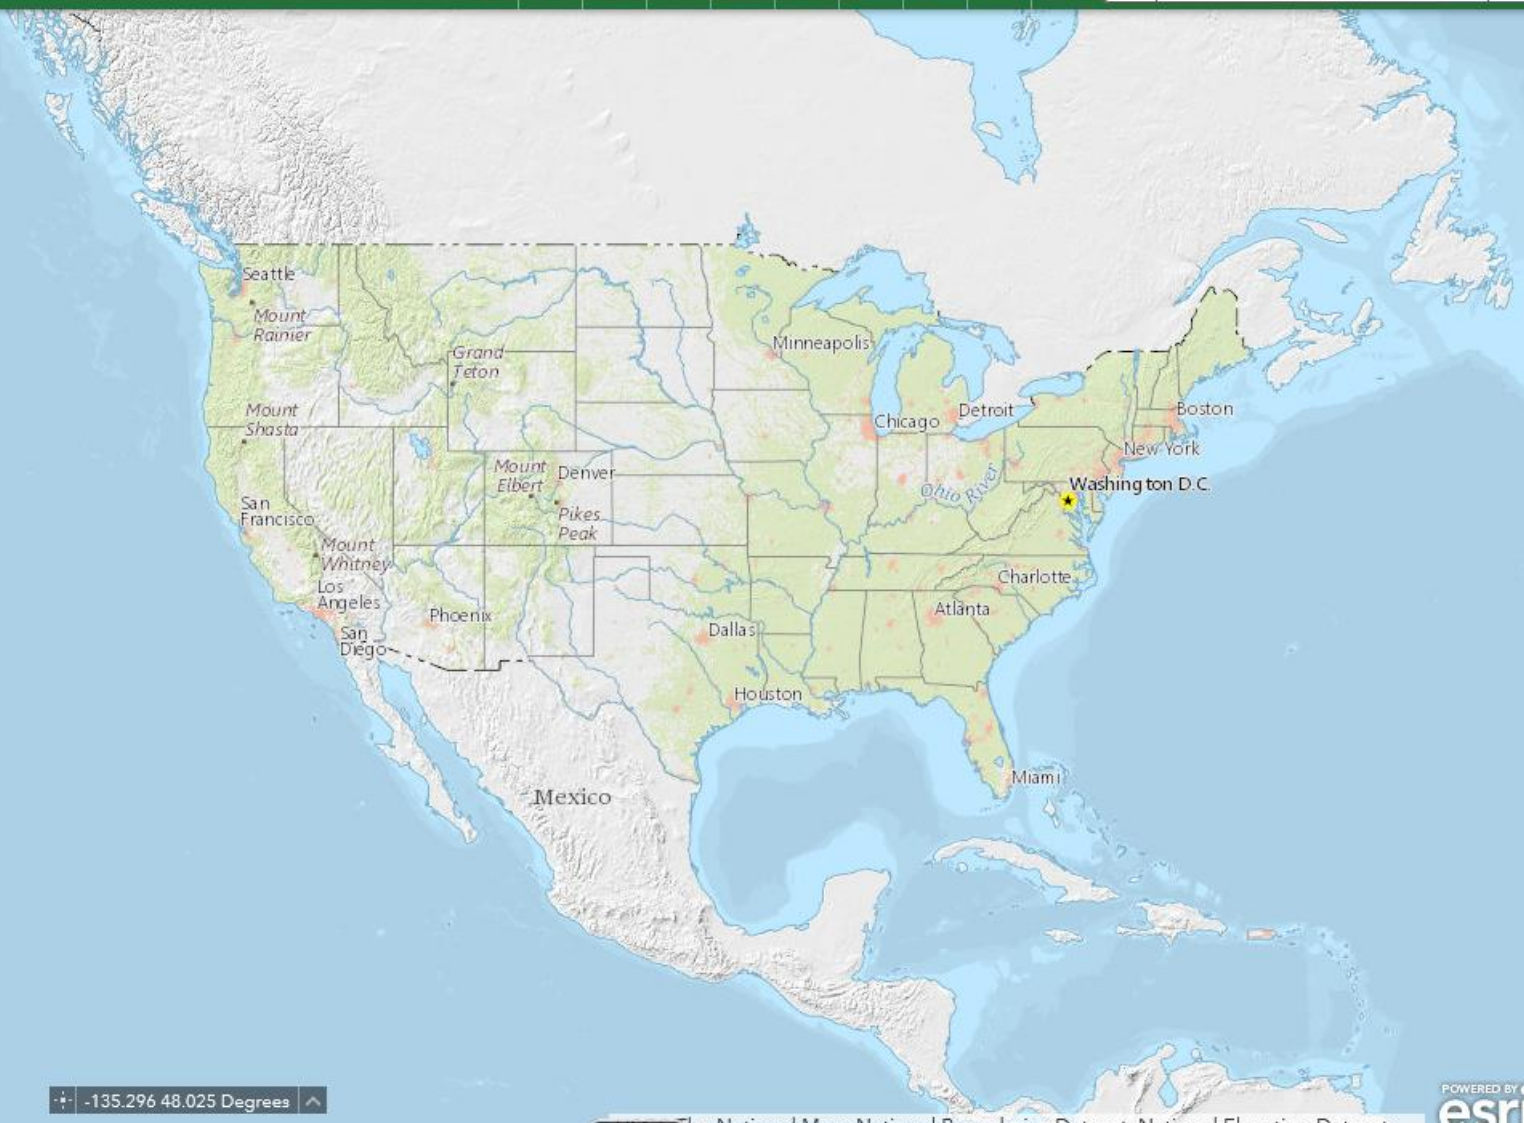 Seattle
Mount
Rainier
Grand
Teton
Minneapolis
Mount
Shasta
Chicago
Detroit
Boston
New York
Mount
Elbert
Denver
Ohio River
Washington D.C.
San
Francisco
Pikes
Peak
Mount
Whitney
Los
Angeles
Charlotte
Phoenix
Atlanta
San
Diego
Dallas
Houston
Miami
Mexico
-135.296 48.025 Degrees
POWERED BY
esri